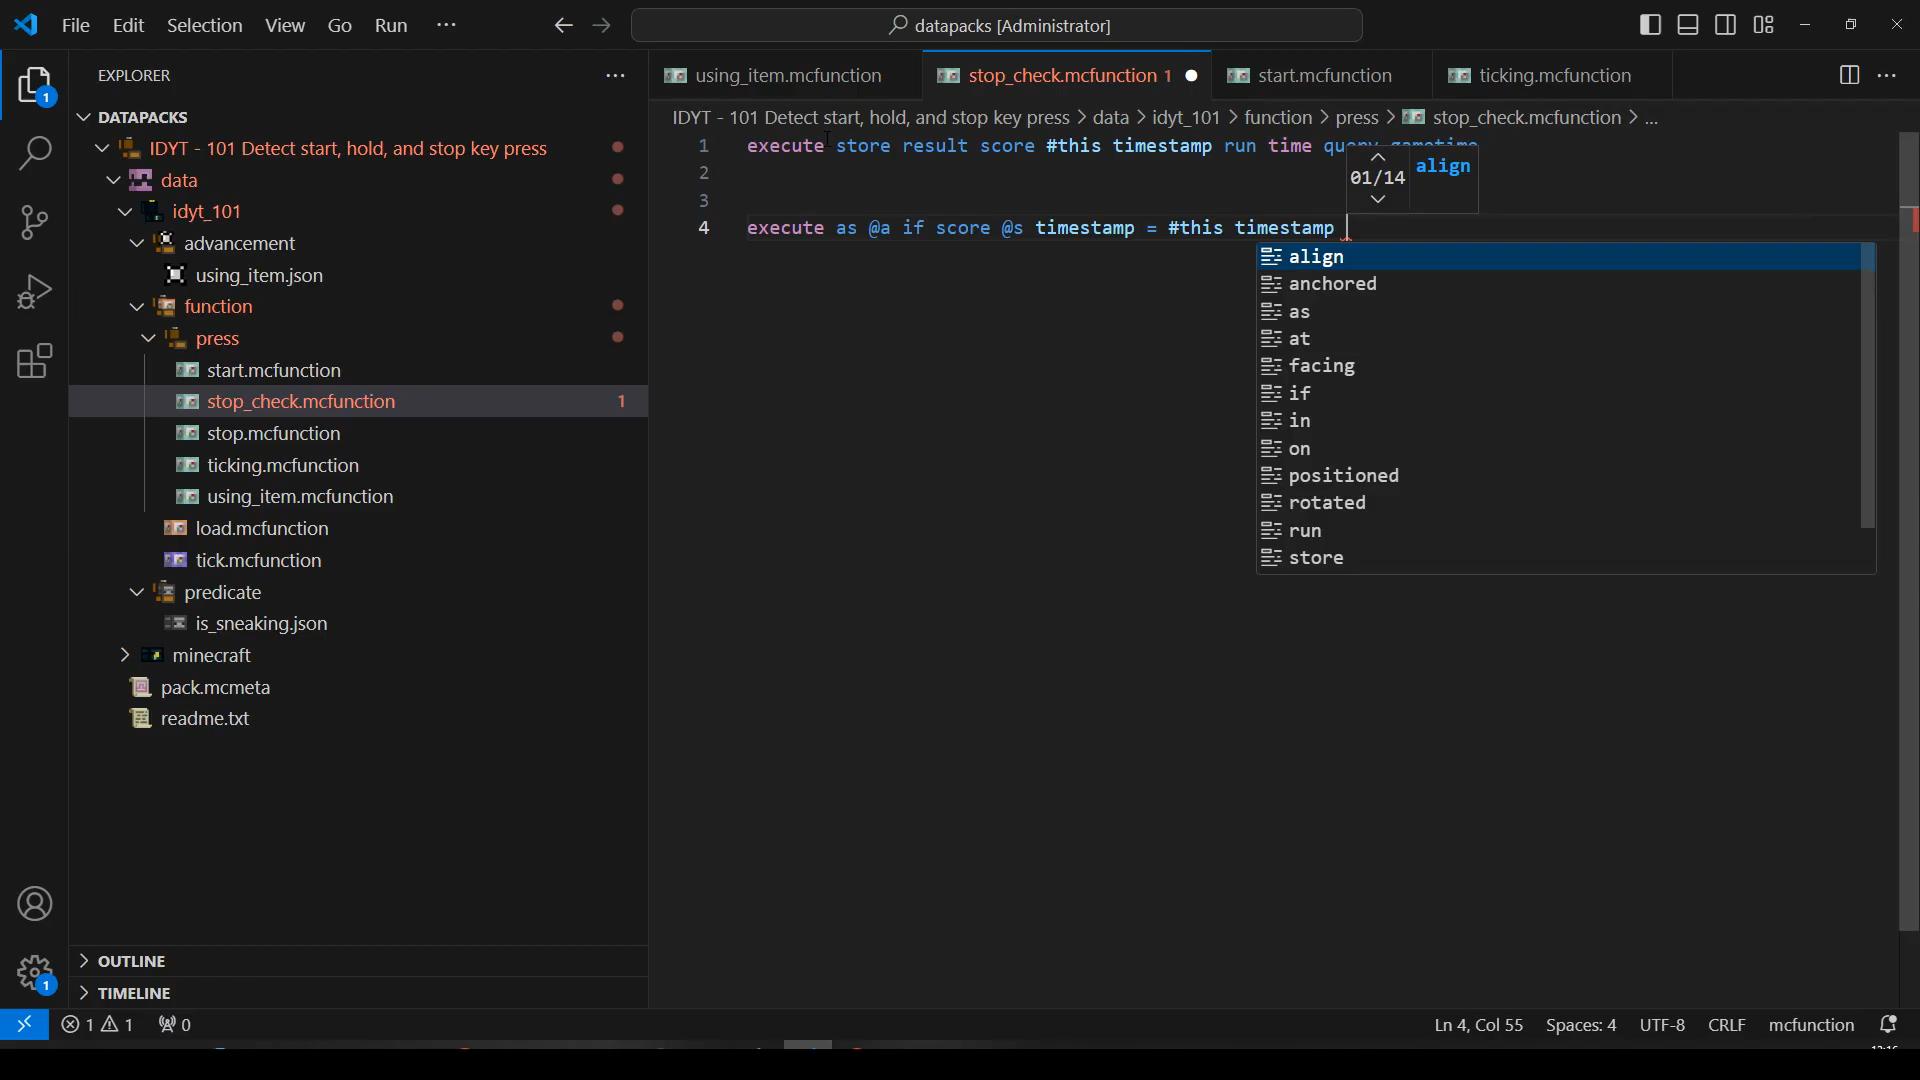 File Edit Selection View Go Run ··· datapacks [Administrator]
EXPLORER
DATAPACKS
IDYT - 101 Detect start, hold, and stop key press
data
idyt_101
advancement
using_item.json
function
press
start.mcfunction
stop_check.mcfunction 1
stop.mcfunction
ticking.mcfunction
using_item.mcfunction
load.mcfunction
tick.mcfunction
predicate
is_sneaking.json
minecraft
pack.mcmeta
readme.txt
OUTLINE
TIMELINE
1
1
using_item.mcfunction stop_check.mcfunction 1 start.mcfunction ticking.mcfunction
IDYT - 101 Detect start, hold, and stop key press > data > idyt_101 > function > press > stop_check.mcfunction > ...
1 execute store result score #this timestamp run time query gametime
2
3
4 execute as @a if score @s timestamp = #this timestamp
01/14 align
align
anchored
as
at
facing
if
in
on
positioned
rotated
run
store
1 1 0 Ln 4, Col 55 Spaces: 4 UTF-8 CRLF mcfunction